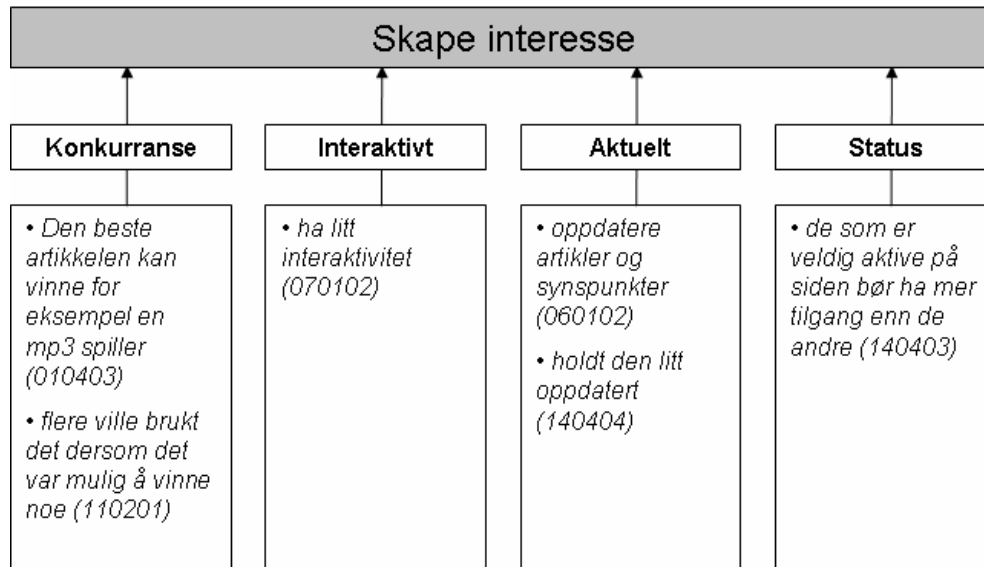 Skape interesse
Konkurranse
Interaktivt
Aktuelt
Status
• Den beste
artikkelen kan
vinne for
eksempel en
mp3 spiller
(010403)
• flere ville brukt
det dersom det
var mulig å vinne
noe (110201)
• ha litt
interaktivitet
(070102)
• oppdatere
artikler og
synspunkter
(060102)
• holdt den litt
oppdatert
(140404)
• de som er
veldig aktive på
siden bør ha mer
tilgang enn de
andre (140403)